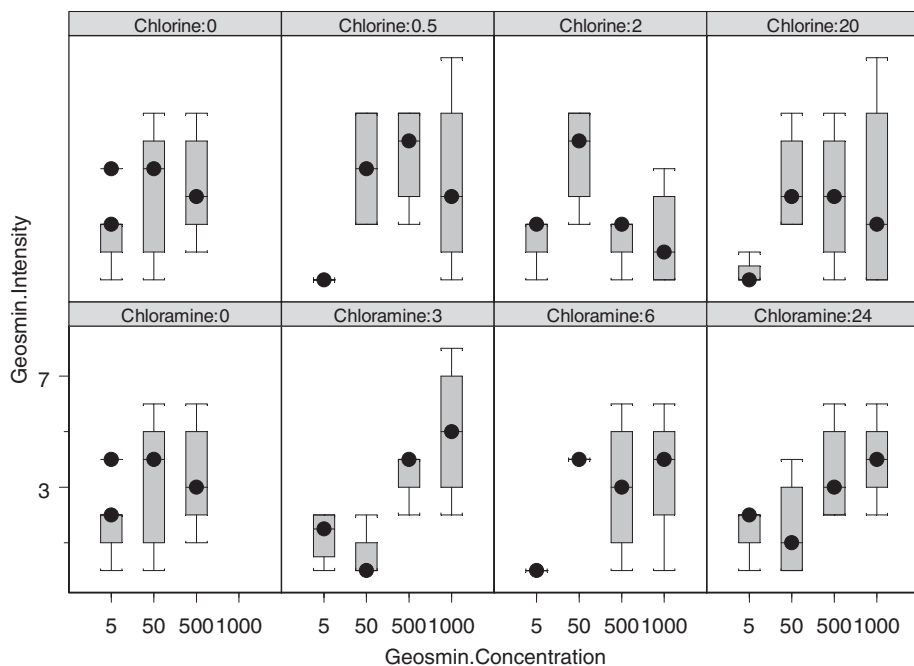 Chlorine:0 Chlorine:0.5 Chlorine:2 Chlorine:20
Geosmin.Intensity
Chloramine:0 Chloramine:3 Chloramine:6 Chloramine:24
7
3
5 50 5001000 5 50 5001000 5 50 5001000 5 50 5001000
Geosmin.Concentration